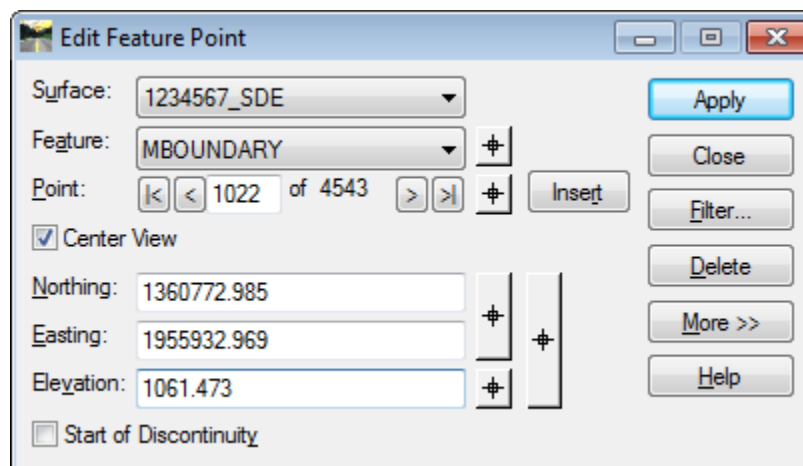 Edit Feature Point
Surface: 1234567_SDE Apply
Feature: MBOUNDARY Close
Point: |< < 1022 of 4543 > >| Insert Filter...
Center View
Delete
Northing: 1360772.985
Easting: 1955932.969 More >>
Elevation: 1061.473 Help
Start of Discontinuity